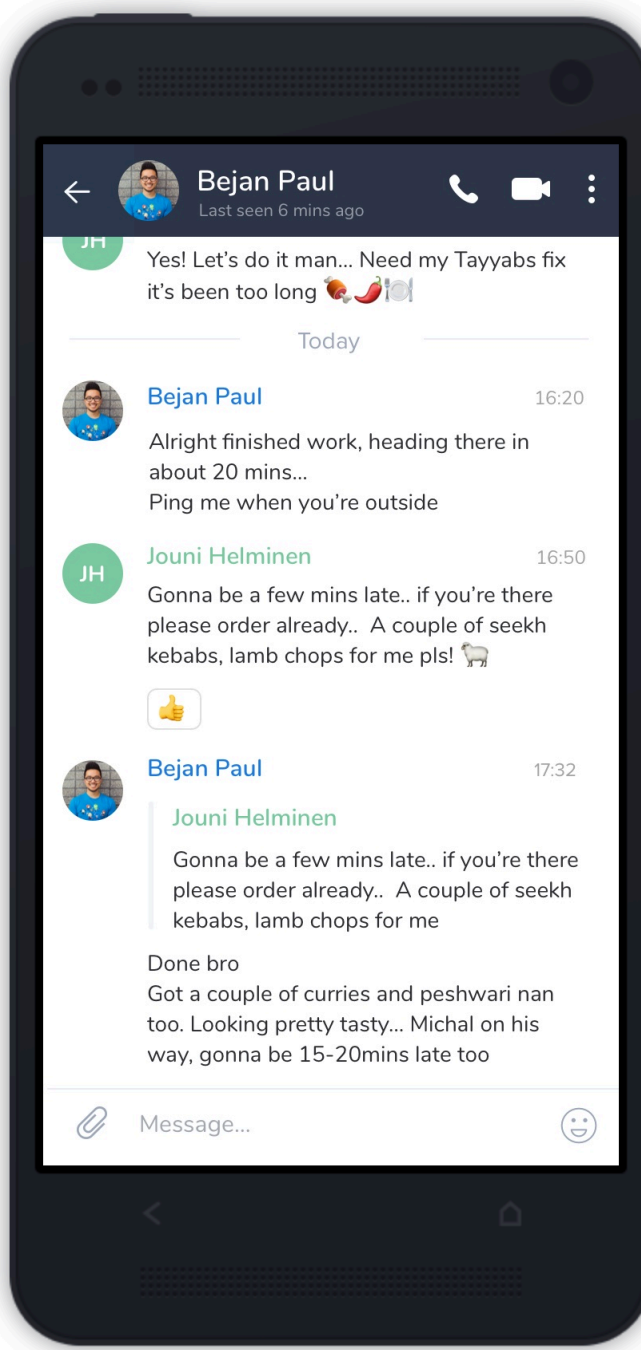 Bejan Paul
Last seen 6 mins ago
JH
Yes! Let’s do it man... Need my Tayyabs fix
it’s been too long 🍖🌶️🍽️
Today
Bejan Paul
16:20
Alright finished work, heading there in
about 20 mins...
Ping me when you’re outside
JH
Jouni Helminen
16:50
Gonna be a few mins late.. if you’re there
please order already..  A couple of seekh
kebabs, lamb chops for me pls! 🐑
👍
Bejan Paul
17:32
Jouni Helminen
Gonna be a few mins late.. if you’re there
please order already..  A couple of seekh
kebabs, lamb chops for me
Done bro
Got a couple of curries and peshwari nan
too. Looking pretty tasty... Michal on his
way, gonna be 15-20mins late too
Message...